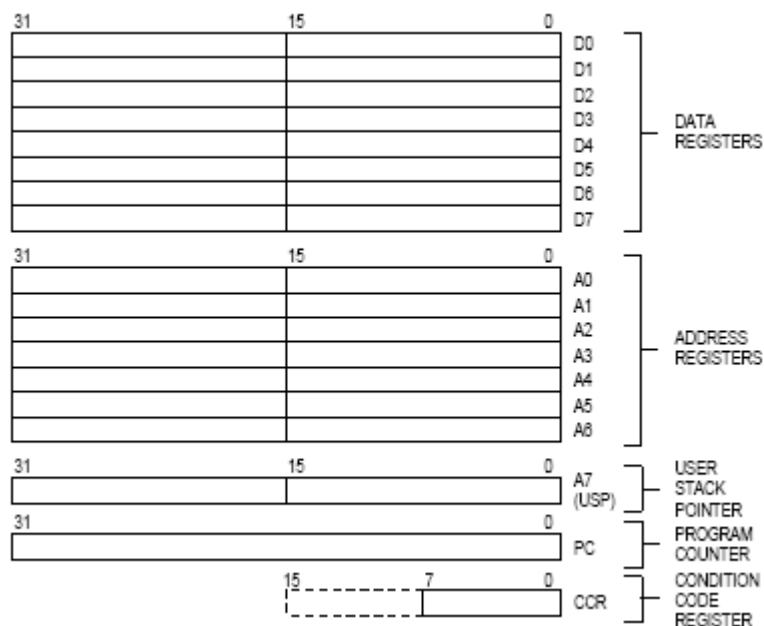 31 15 0
D0
D1
D2
D3
D4
D5
D6
D7
DATA
REGISTERS
31 15 0
A0
A1
A2
A3
A4
A5
A6
ADDRESS
REGISTERS
31 15 0
A7
(USP)
USER
STACK
POINTER
31 0
PC
PROGRAM
COUNTER
15 7 0
CCR
CONDITION
CODE
REGISTER